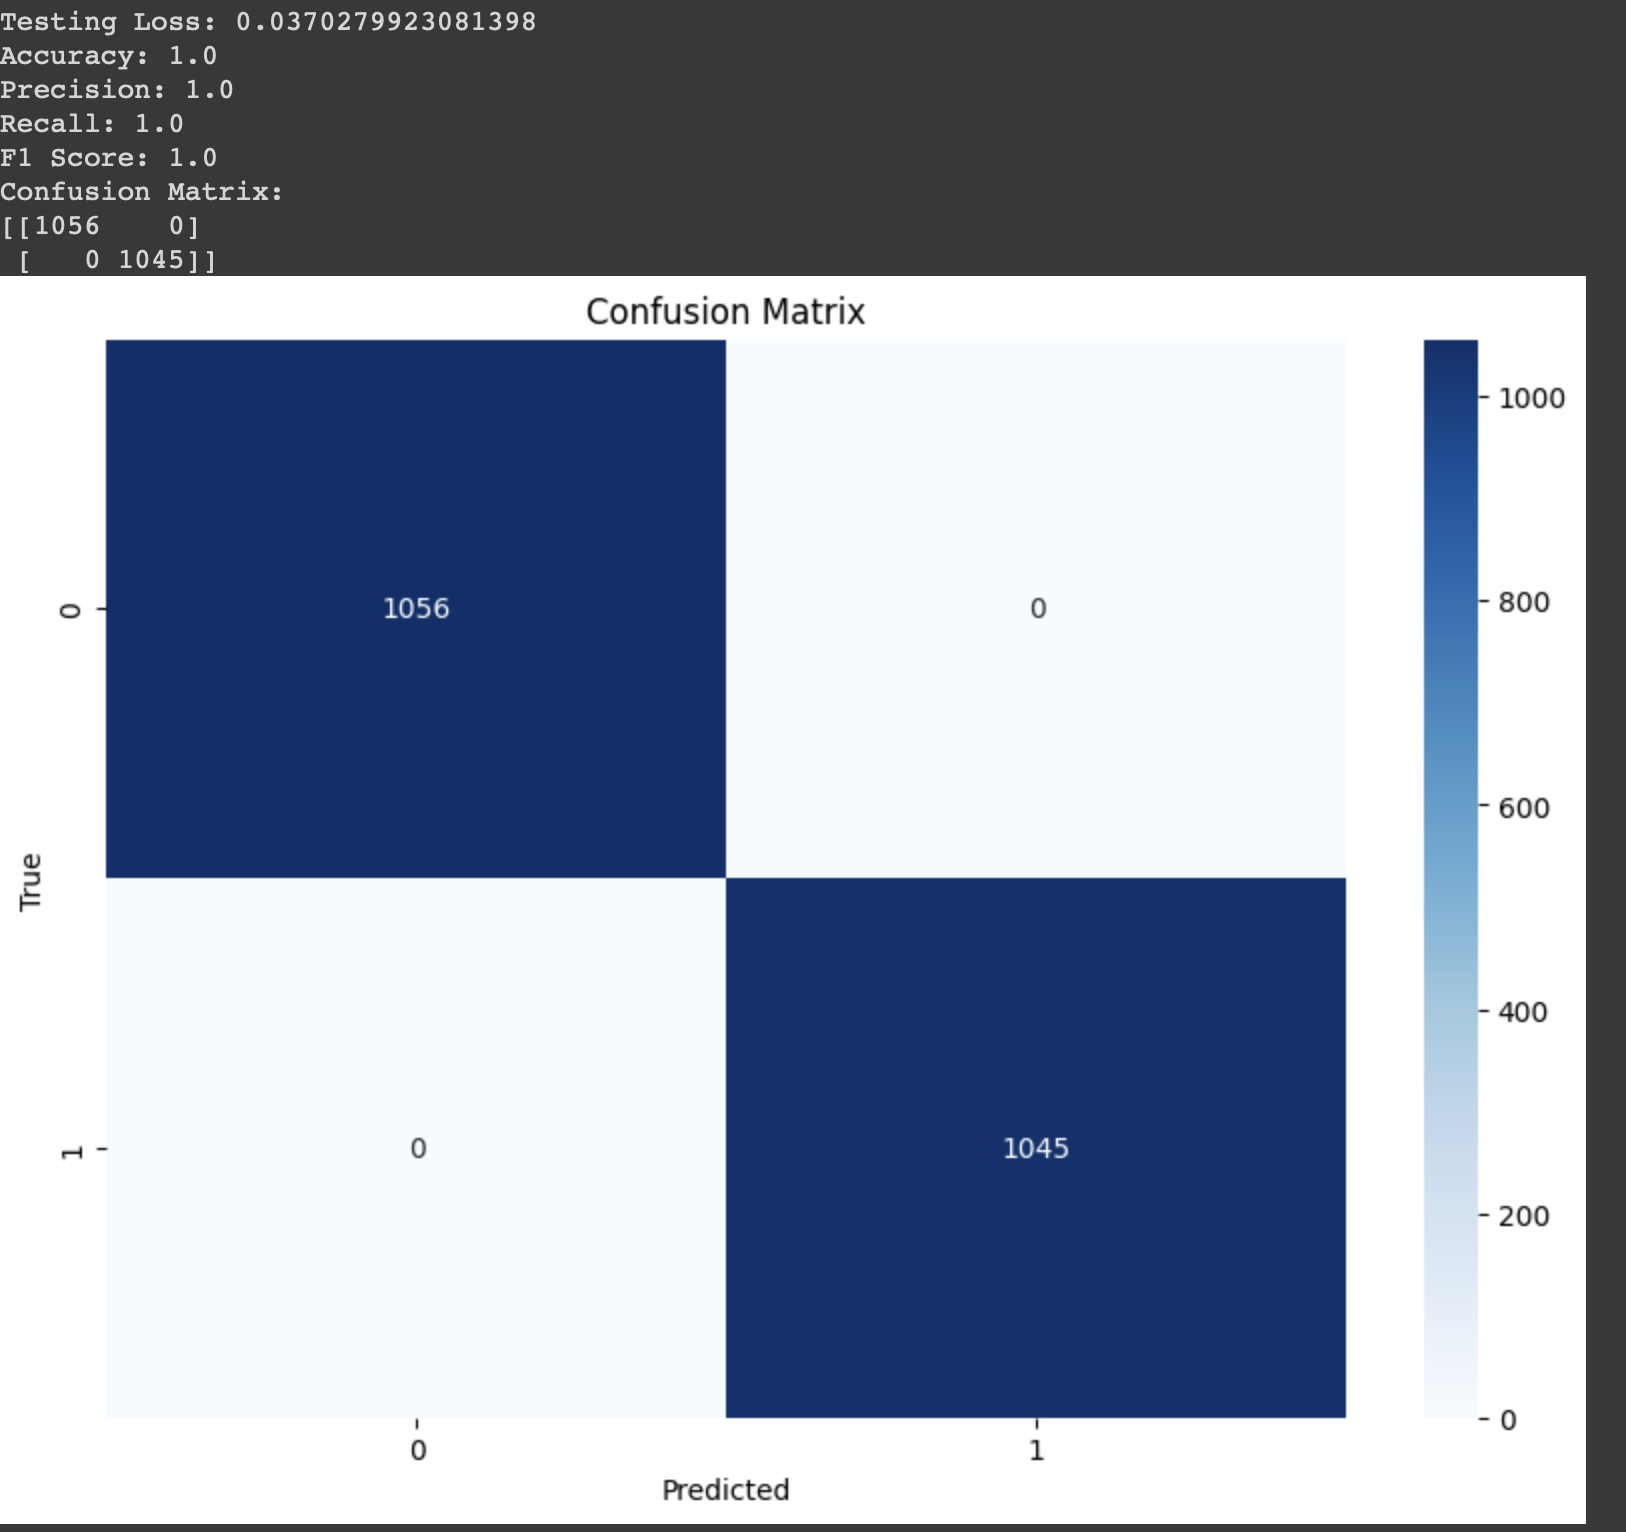 Testing Loss: 0.0370279923081398
Accuracy: 1.0
Precision: 1.0
Recall: 1.0
F1 Score: 1.0
Confusion Matrix:
[[1056    0]
 [   0 1045]]
Confusion Matrix
1000
800
600
400
200
0
True
0
1
1056
0
0
1045
0
1
Predicted